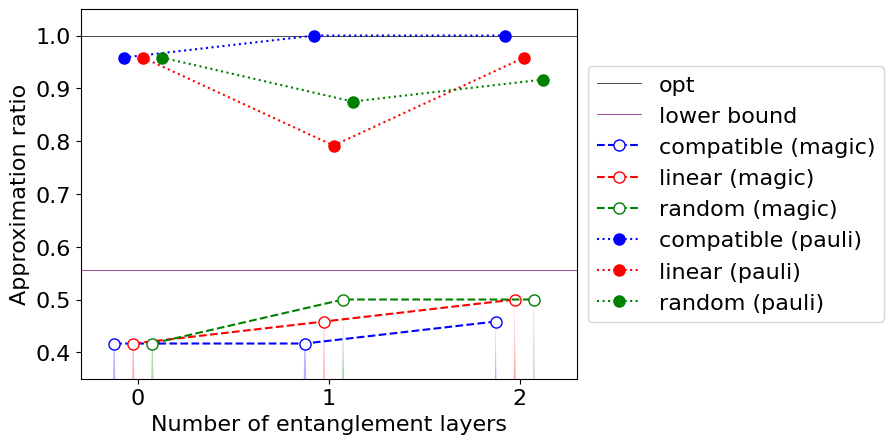 1.0
0.9
0.8
0.7
0.6
0.5
0.4
Approximation ratio
0
1
2
Number of entanglement layers
opt
lower bound
compatible (magic)
linear (magic)
random (magic)
compatible (pauli)
linear (pauli)
random (pauli)